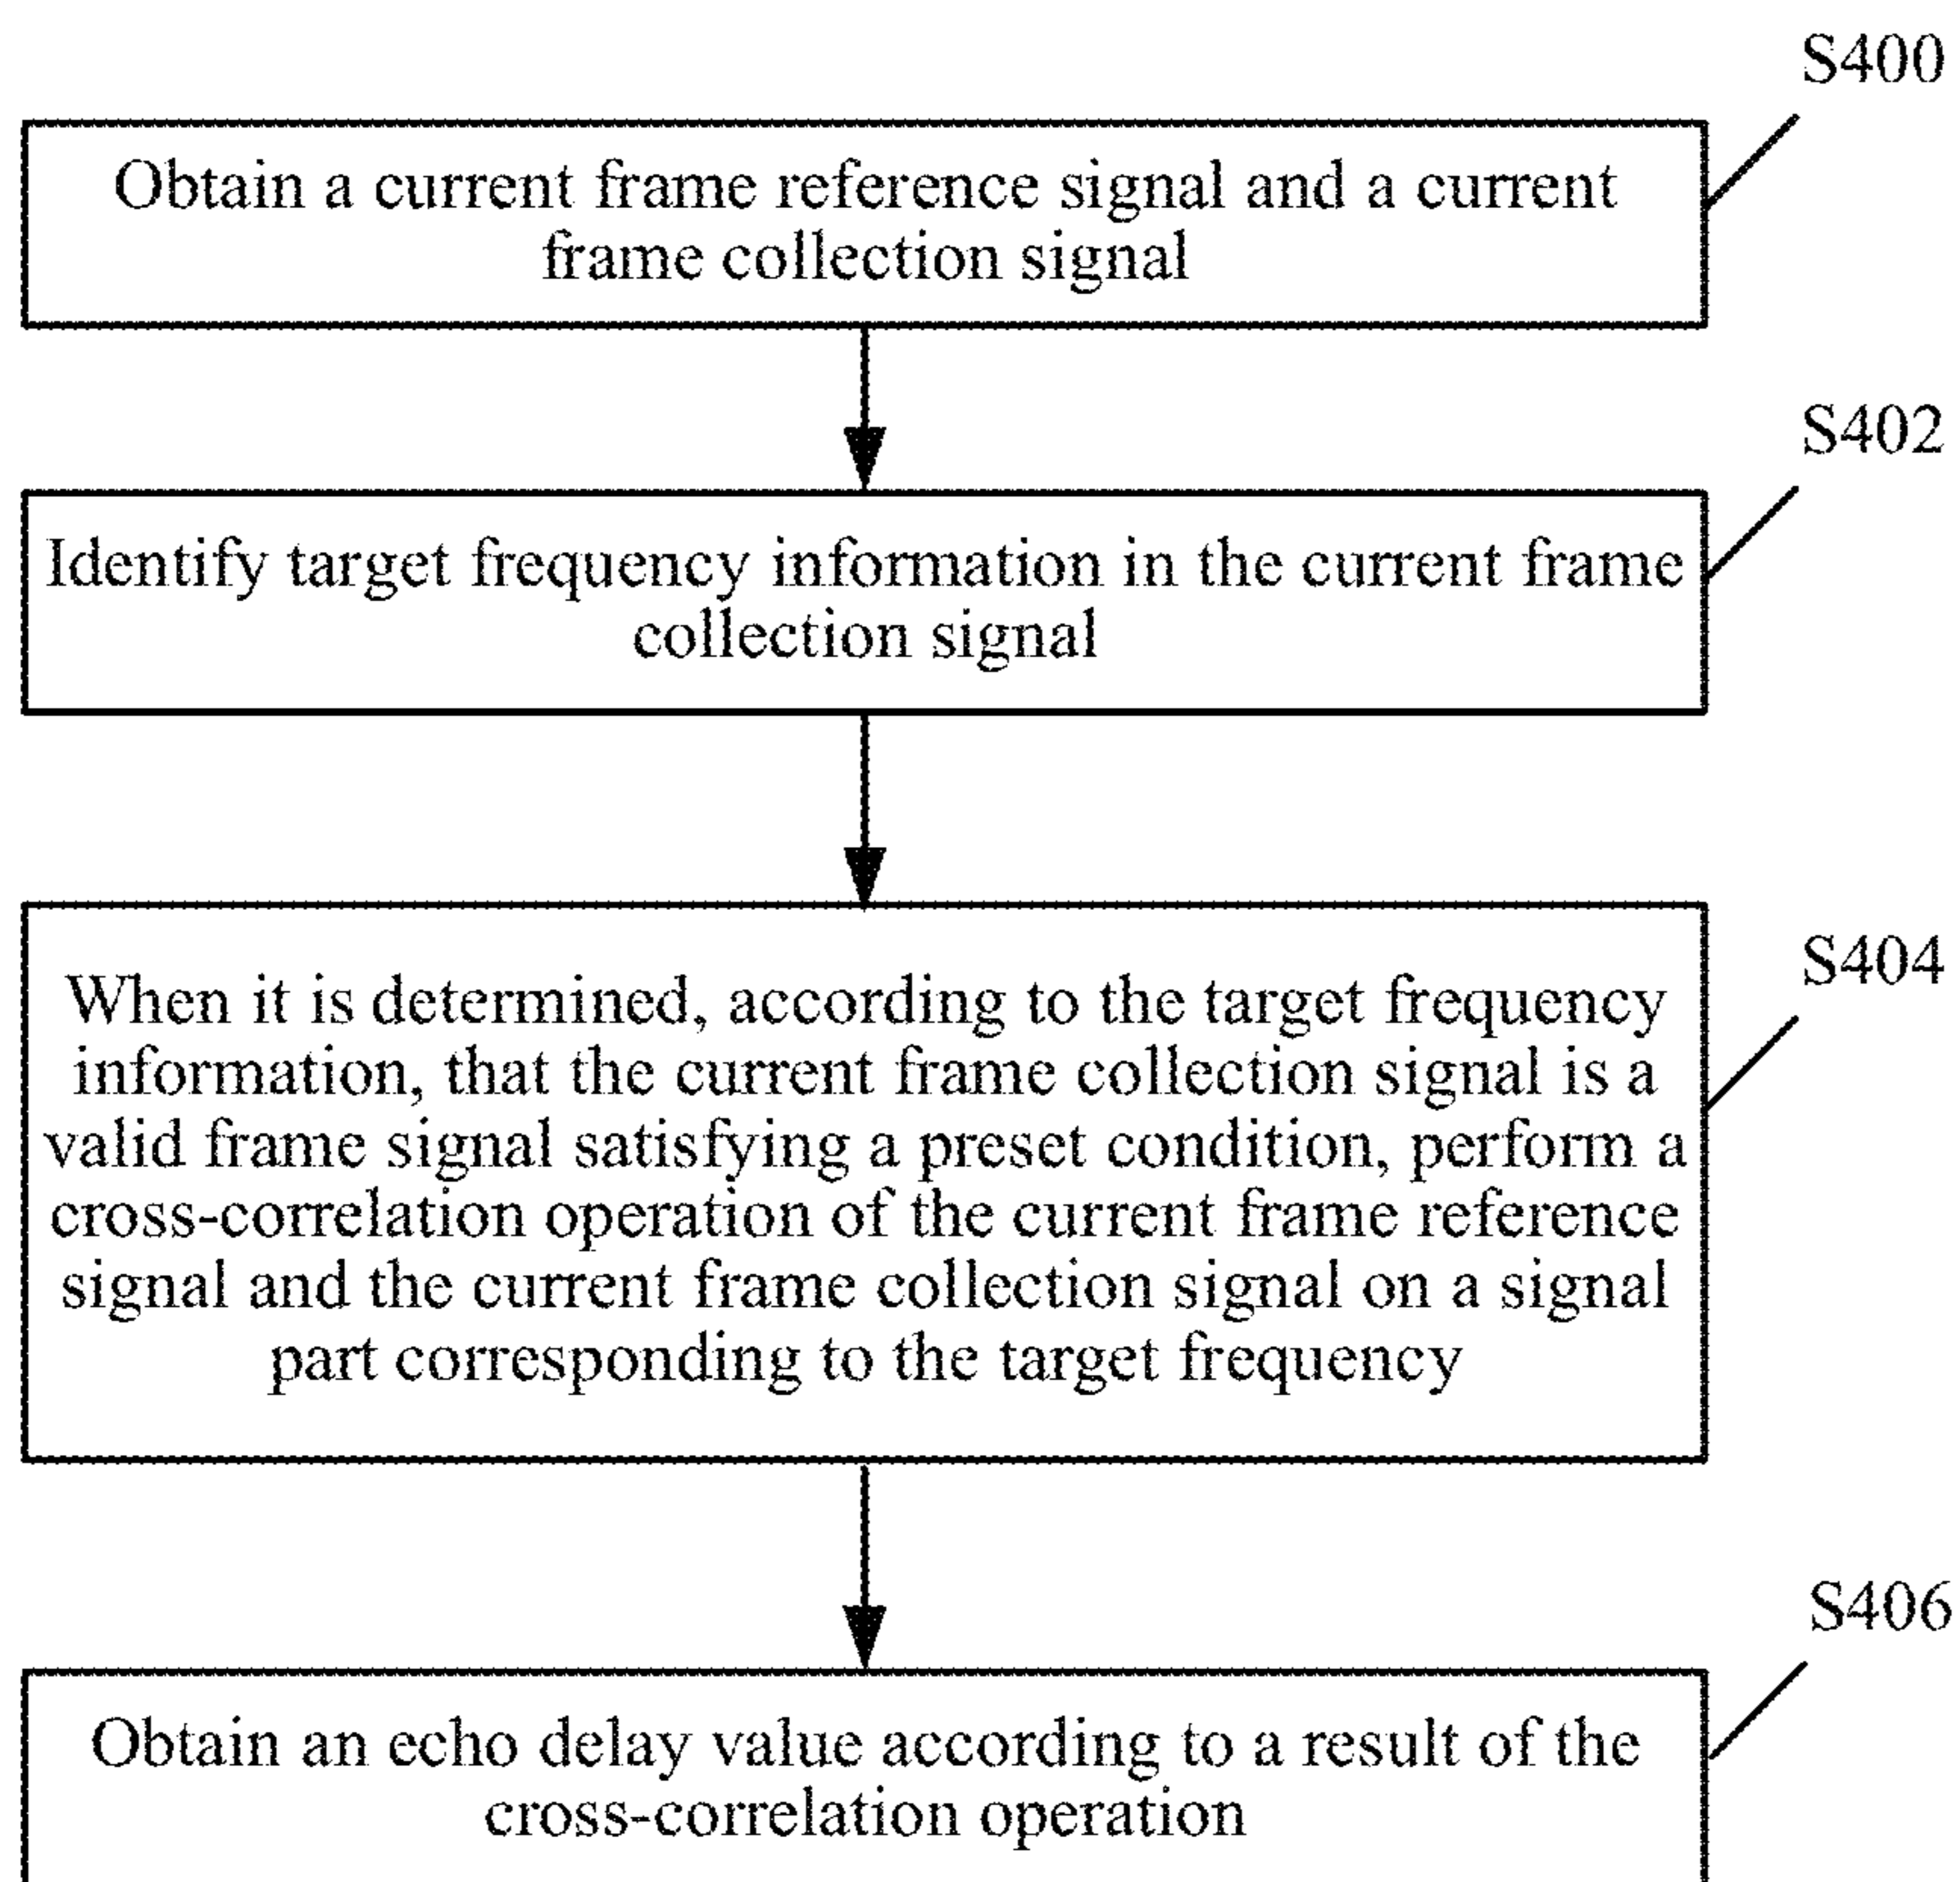 S400
Obtain a current frame reference signal and a current
frame collection signal
S402
Identify target frequency information in the current frame
collection signal
S404
When it is determined, according to the target frequency
information, that the current frame collection signal is a
valid frame signal satisfying a preset condition, perform a
cross-correlation operation of the current frame reference
signal and the current frame collection signal on a signal
part corresponding to the target frequency
S406
Obtain an echo delay value according to a result of the
cross-correlation operation